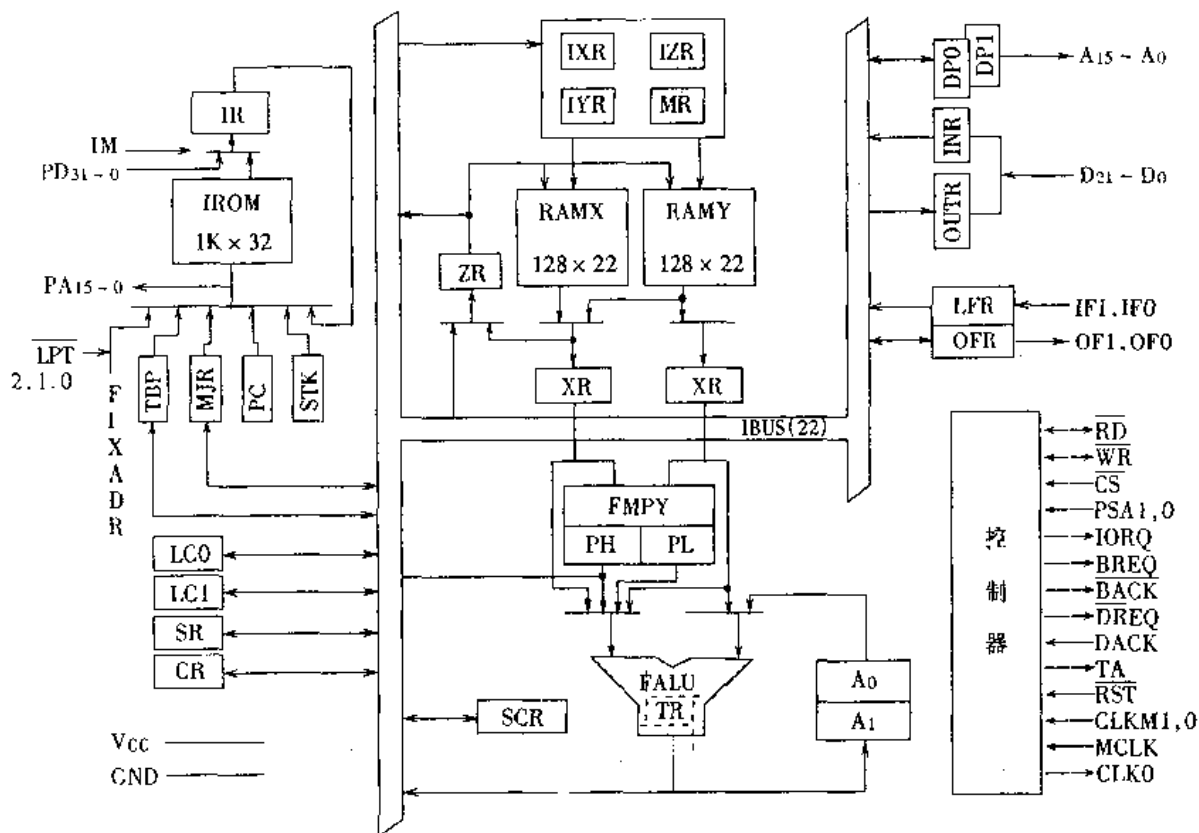 IXR
IZR
IYR
MR
DP0
DP1
A15~A0
IR
INR
IM
PD31-0
D21~D0
OUTR
IROM
1K×32
RAMX
128×22
RAMY
128×22
ZR
PA15-0
LFR
IF1.IF0
OFR
OF1.OF0
LPT
2.1.0
FIXADR
TBP
MJR
PC
STK
XR
XR
IBUS(22)
FMPY
PH
PL
LC0
LC1
SR
CR
FALU
TR
SCR
A0
A1
VCC
GND
控制器
RD
WR
CS
PSA1,0
IORQ
BREQ
BACK
DREQ
DACK
TA
RST
CLKM1,0
MCLK
CLK0